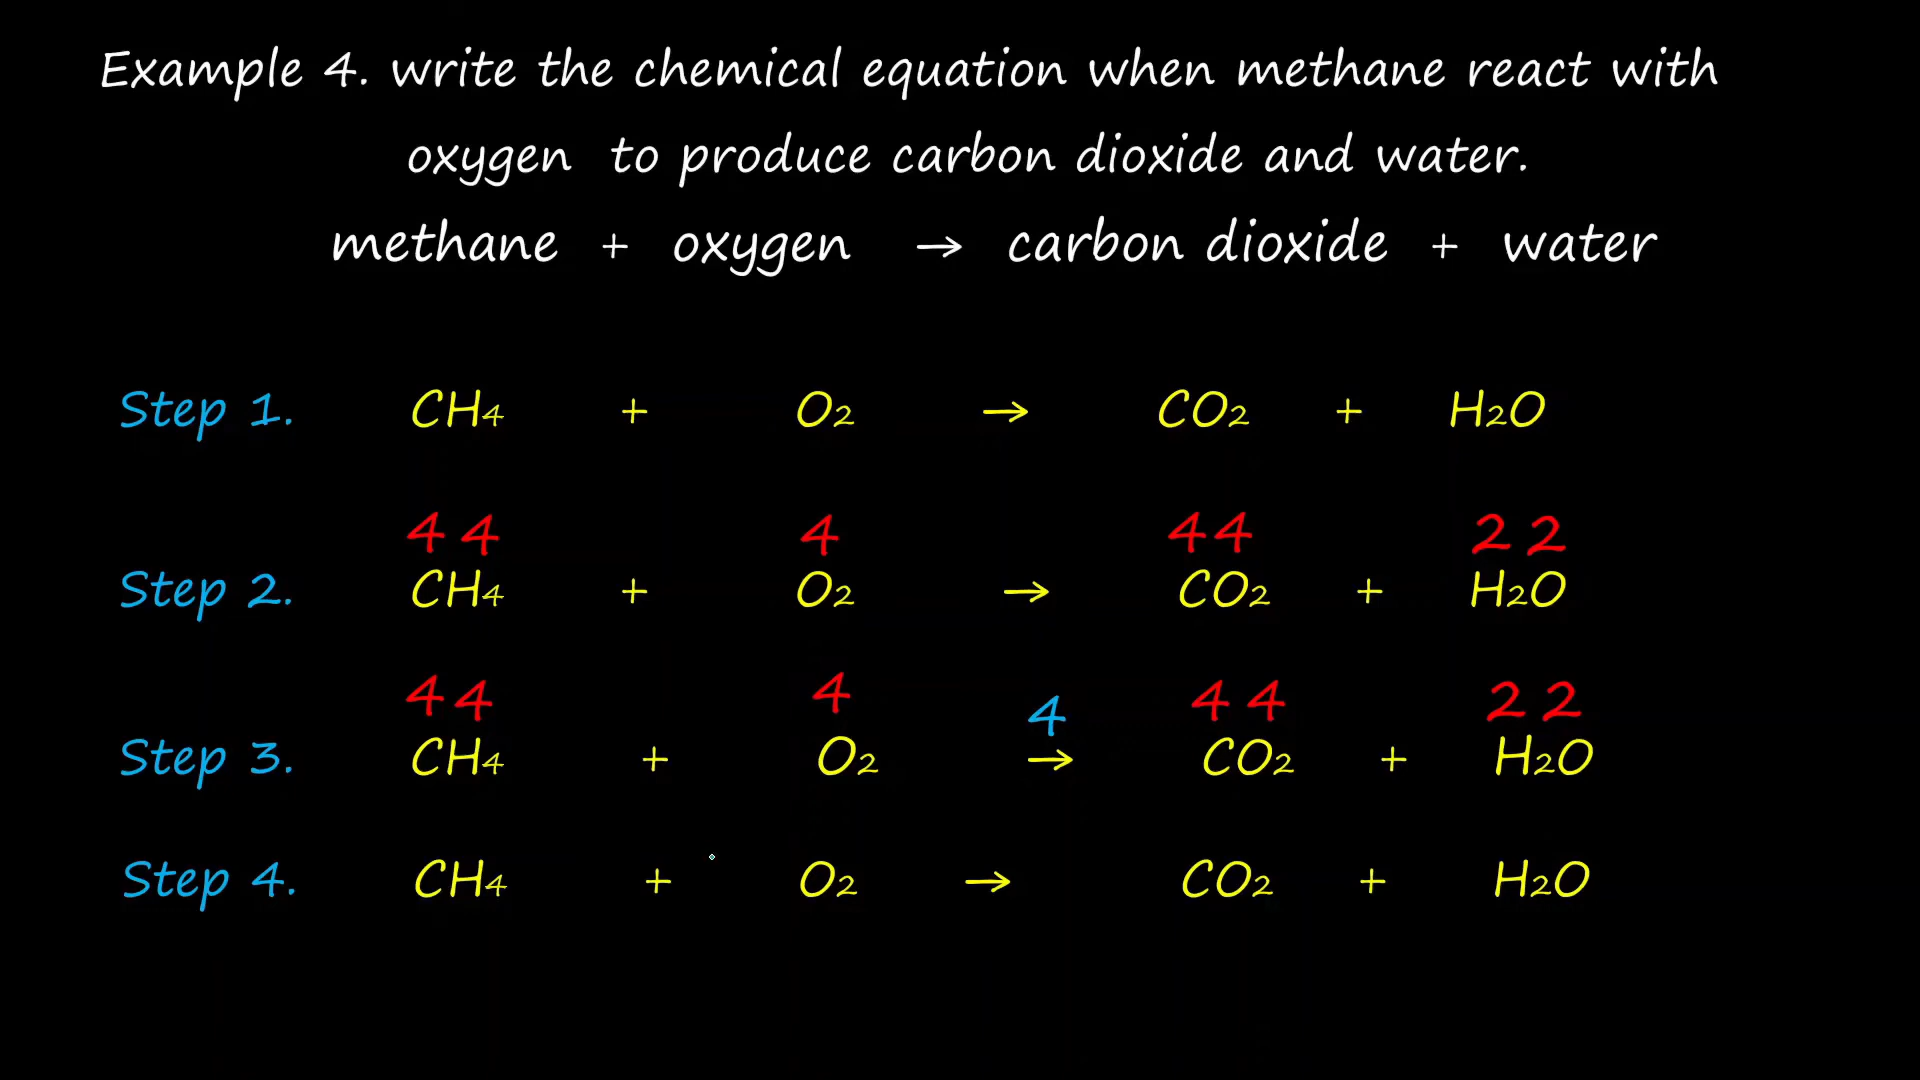 Example 4. write the chemical equation when methane react with
oxygen to produce carbon dioxide and water.
methane + oxygen → carbon dioxide + water
Step 1. CH4 + O2 → CO2 + H2O
4 4 4 4 4 2 2
Step 2. CH4 + O2 → CO2 + H2O
4 4 4 4 4 4 2 2
Step 3. CH4 + O2 → CO2 + H2O
Step 4. CH4 + O2 → CO2 + H2O